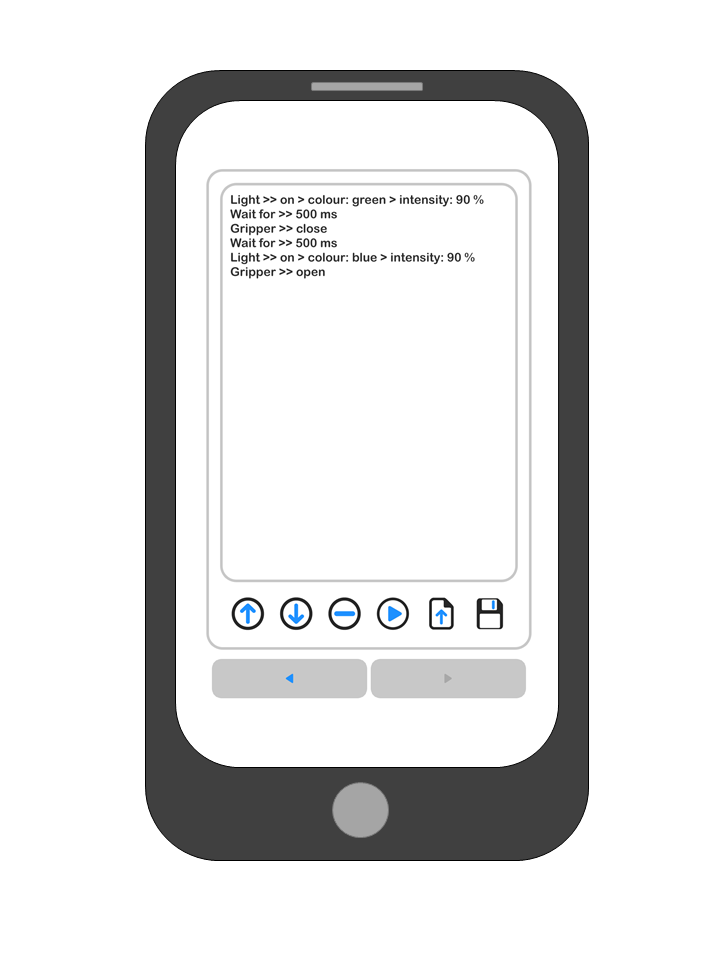 Light >> on > colour: green > intensity: 90 %
Wait for >> 500 ms
Gripper >> close
Wait for >> 500 ms
Light >> on > colour: blue > intensity: 90 %
Gripper >> open